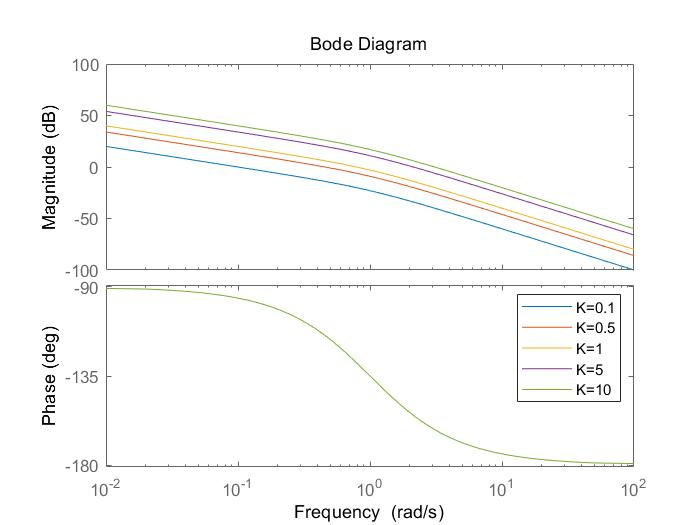 Bode Diagram
100
50
0
-50
-100
Magnitude (dB)
-90
-135
-180
Phase (deg)
K=0.1
K=0.5
K=1
K=5
K=10
10^-2 10^-1 10^0 10^1 10^2
Frequency (rad/s)